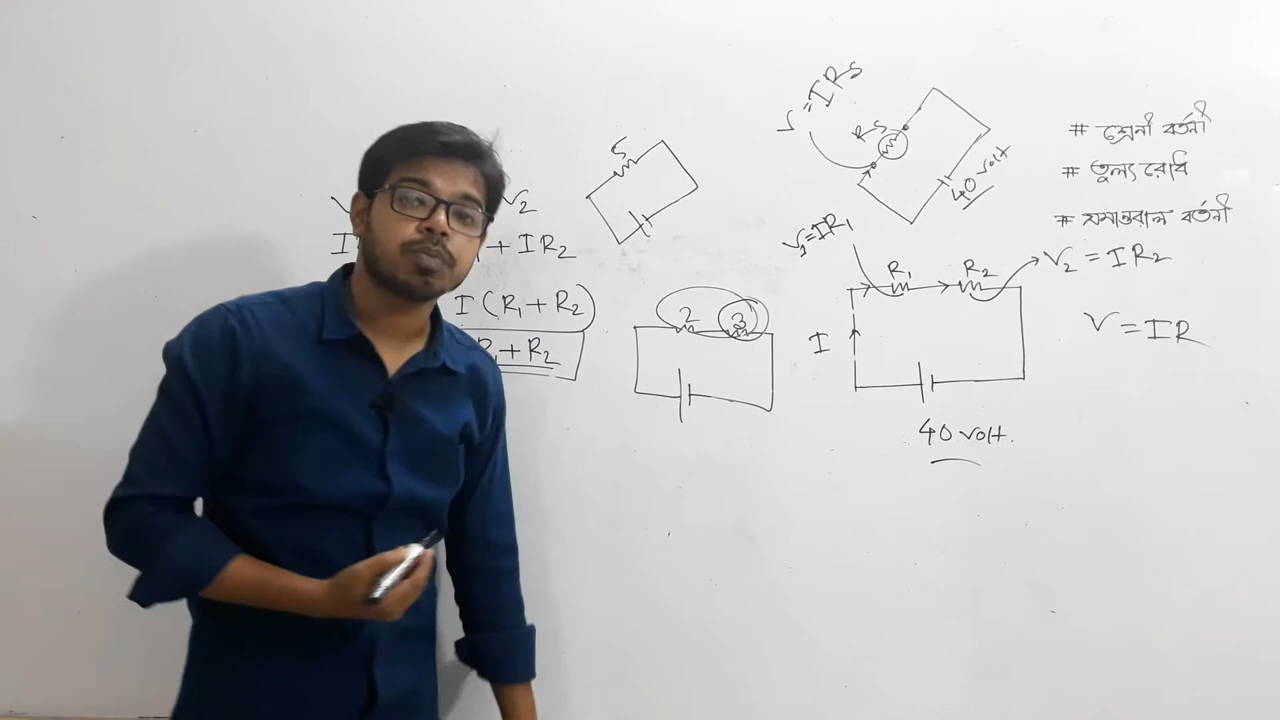 V₂
+ IR₂
I (R₁ + R₂)
R₁ + R₂
5
2
3
V = IRS
RS
40 volt
V₁ = IR₁
R₁
R₂
V₂ = IR₂
I
40 volt.
# শ্রেনী বর্তনী
# তুল্য রোধ
# সমান্তরাল বর্তনী
V = IR